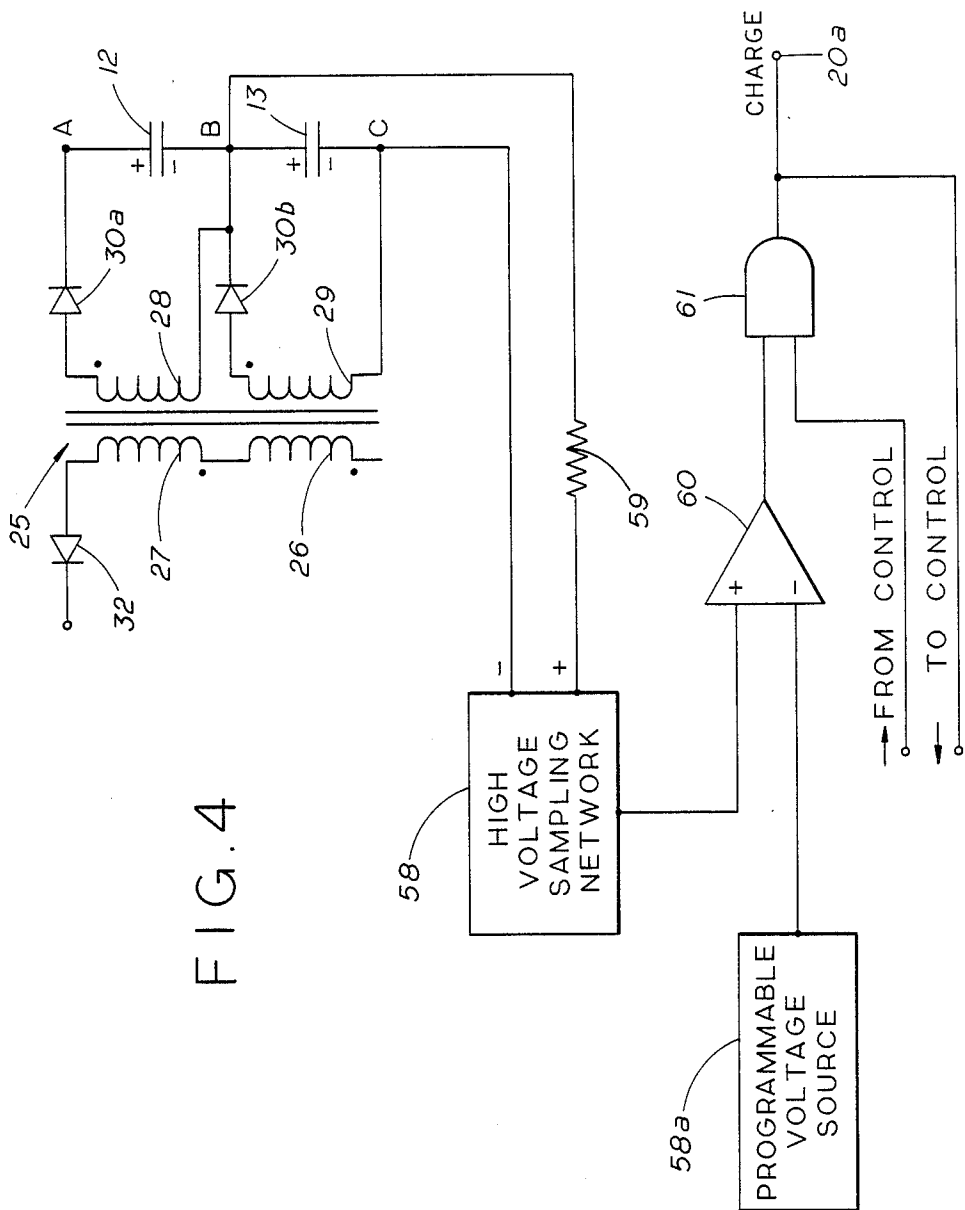 FIG. 4
25
32
27
26
30a
28
30b
29
A
12
+
-
B
13
+
-
C
58
HIGH
VOLTAGE
SAMPLING
NETWORK
-
+
59
60
+
-
61
CHARGE
20a
FROM CONTROL
TO CONTROL
58a
PROGRAMMABLE
VOLTAGE
SOURCE